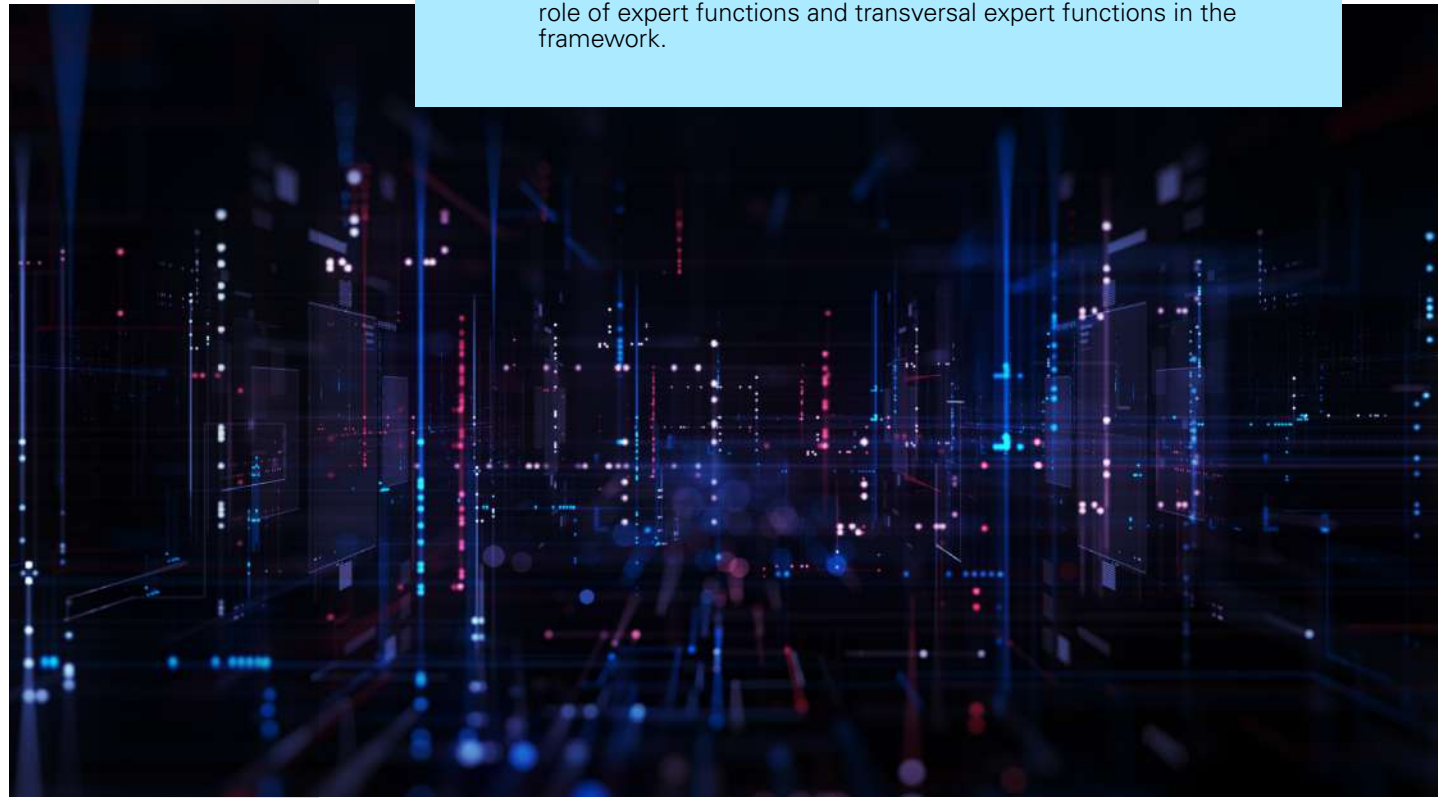 role of expert functions and transversal expert functions in the
framework.